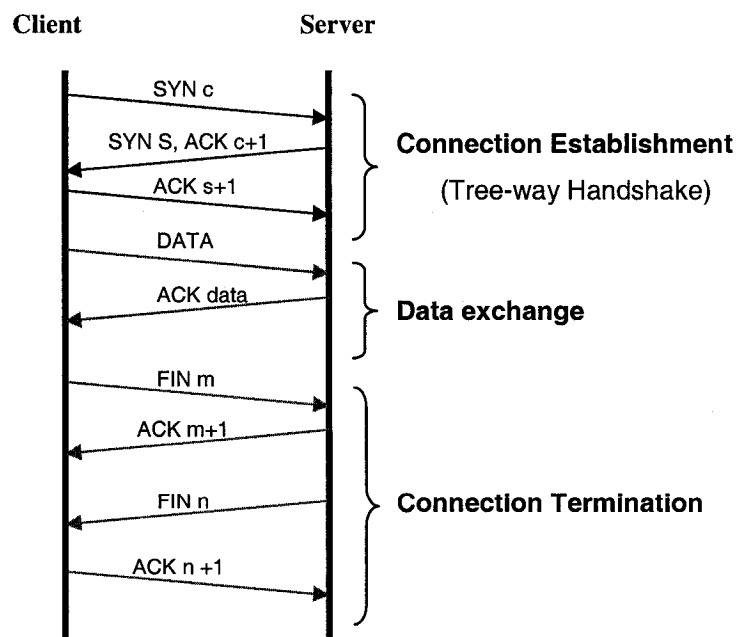 Client
Server
SYN c
SYN S, ACK c+1
ACK s+1
Connection Establishment
(Tree-way Handshake)
DATA
ACK data
Data exchange
FIN m
ACK m+1
FIN n
ACK n +1
Connection Termination